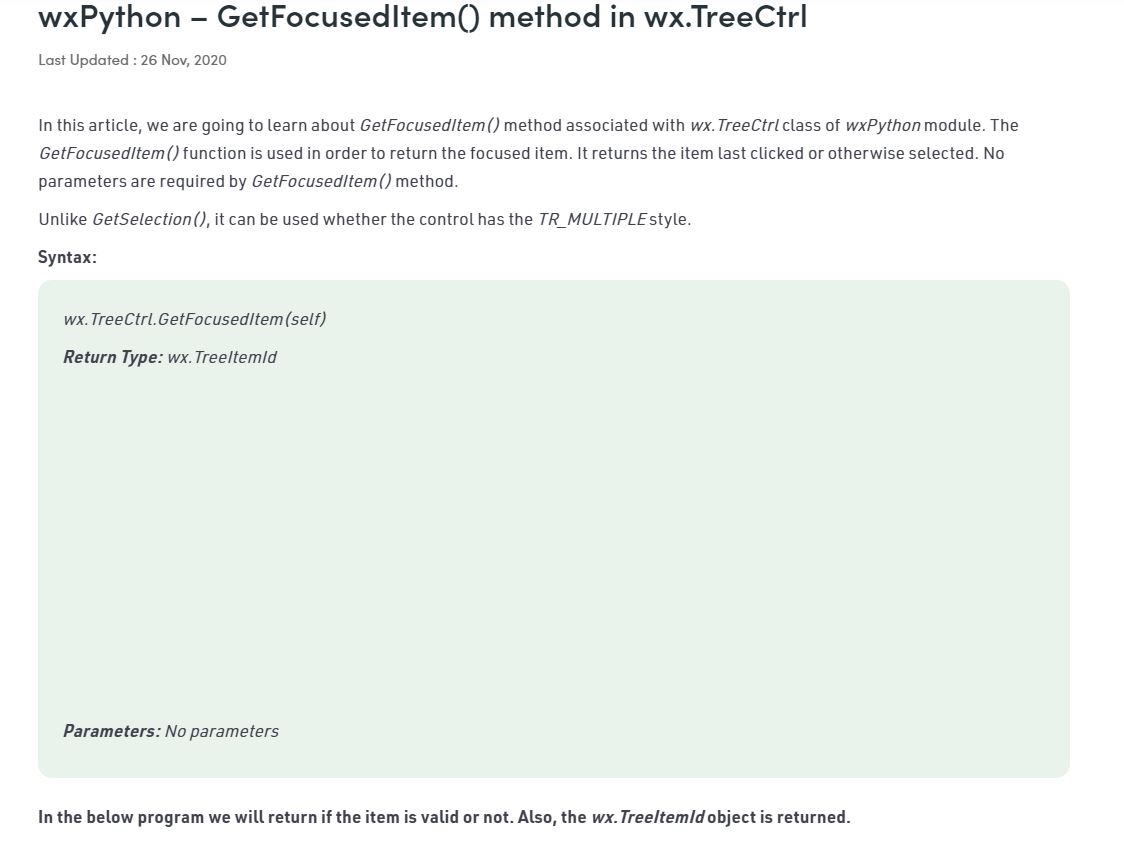 wxPython – GetFocusedItem() method in wx.TreeCtrl
Last Updated : 26 Nov, 2020
In this article, we are going to learn about GetFocusedItem() method associated with wx.TreeCtrl class of wxPython module. The
GetFocusedItem() function is used in order to return the focused item. It returns the item last clicked or otherwise selected. No
parameters are required by GetFocusedItem() method.
Unlike GetSelection(), it can be used whether the control has the TR_MULTIPLE style.
Syntax:
wx.TreeCtrl.GetFocusedItem(self)
Return Type: wx.TreeItemId
Parameters: No parameters
In the below program we will return if the item is valid or not. Also, the wx.TreeItemId object is returned.